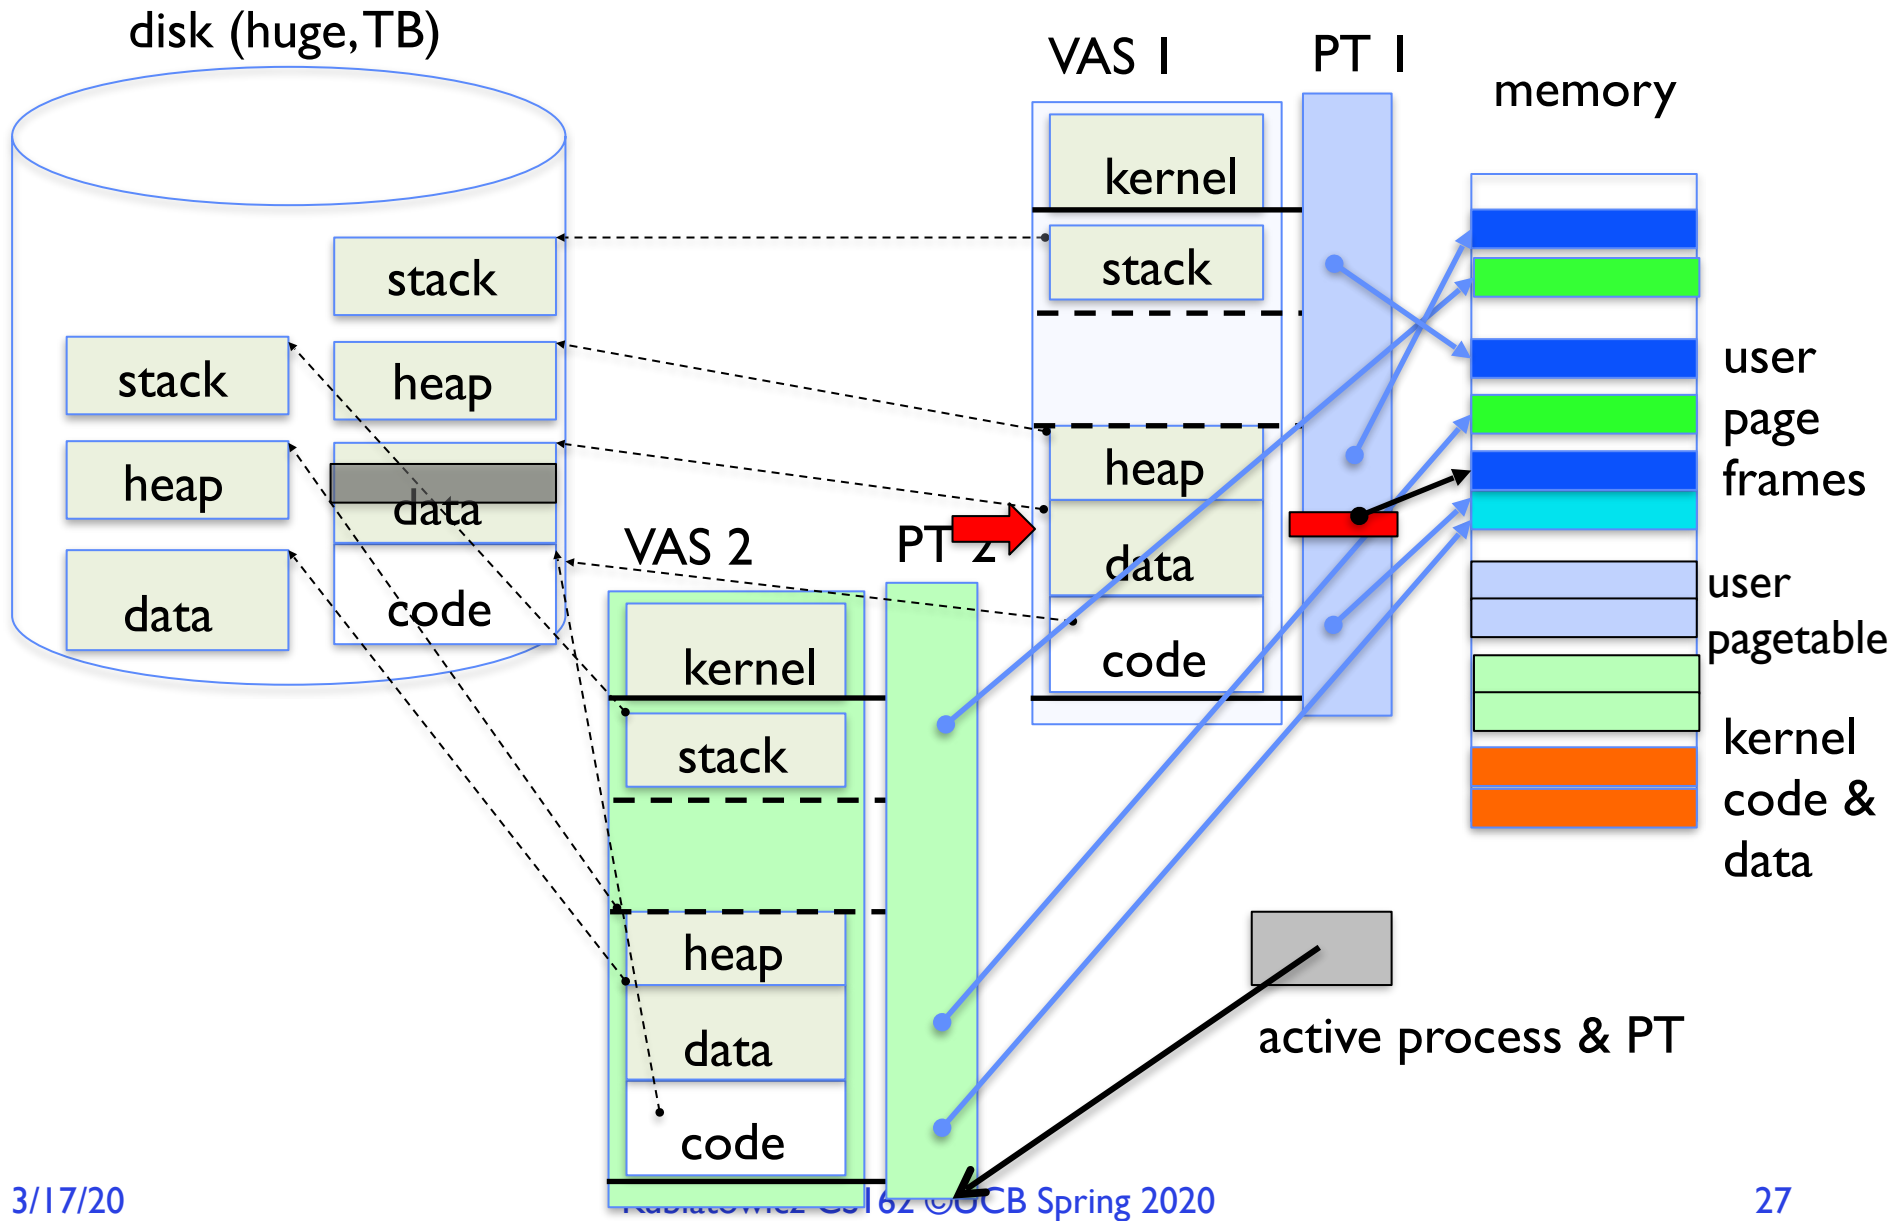 disk (huge, TB)
VAS 1
PT 1
memory
kernel
stack
stack
stack
heap
user
page
frames
heap
heap
data
VAS 2
PT 2
data
user
pagetable
data
code
code
kernel
stack
kernel
code &
data
heap
active process & PT
data
code
3/17/20
Kubiatowicz CS162 ©UCB Spring 2020
27